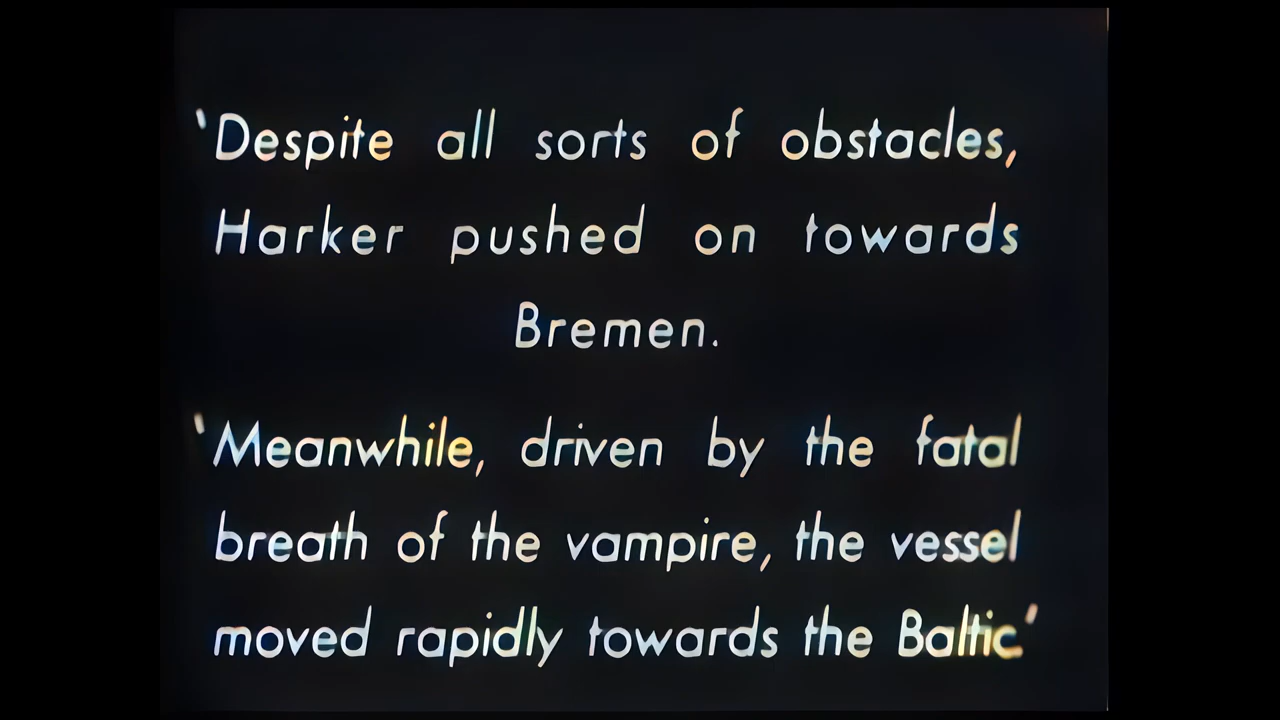 'Despite all sorts of obstacles,
Harker pushed on towards
Bremen.
'Meanwhile, driven by the fatal
breath of the vampire, the vessel
moved rapidly towards the Baltic.'